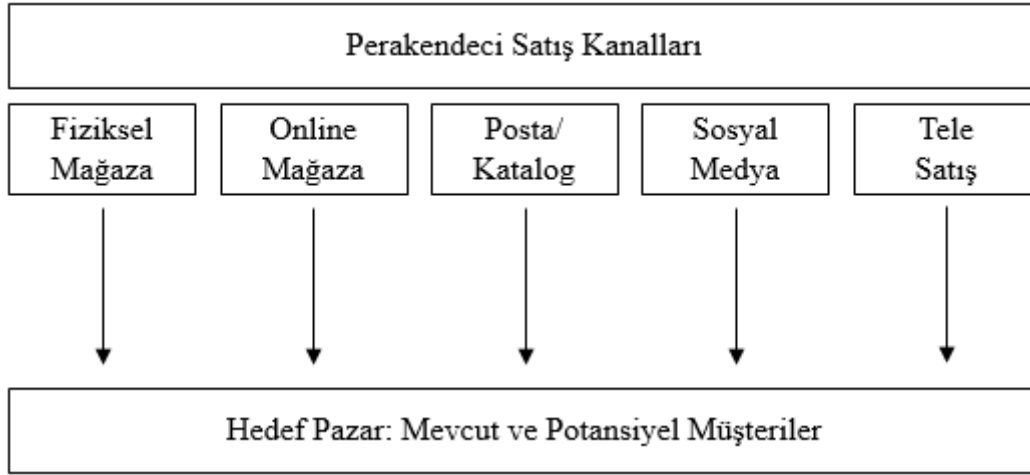 Perakendeci Satış Kanalları
Fiziksel
Mağaza
Online
Mağaza
Posta/
Katalog
Sosyal
Medya
Tele
Satış
Hedef Pazar: Mevcut ve Potansiyel Müşteriler